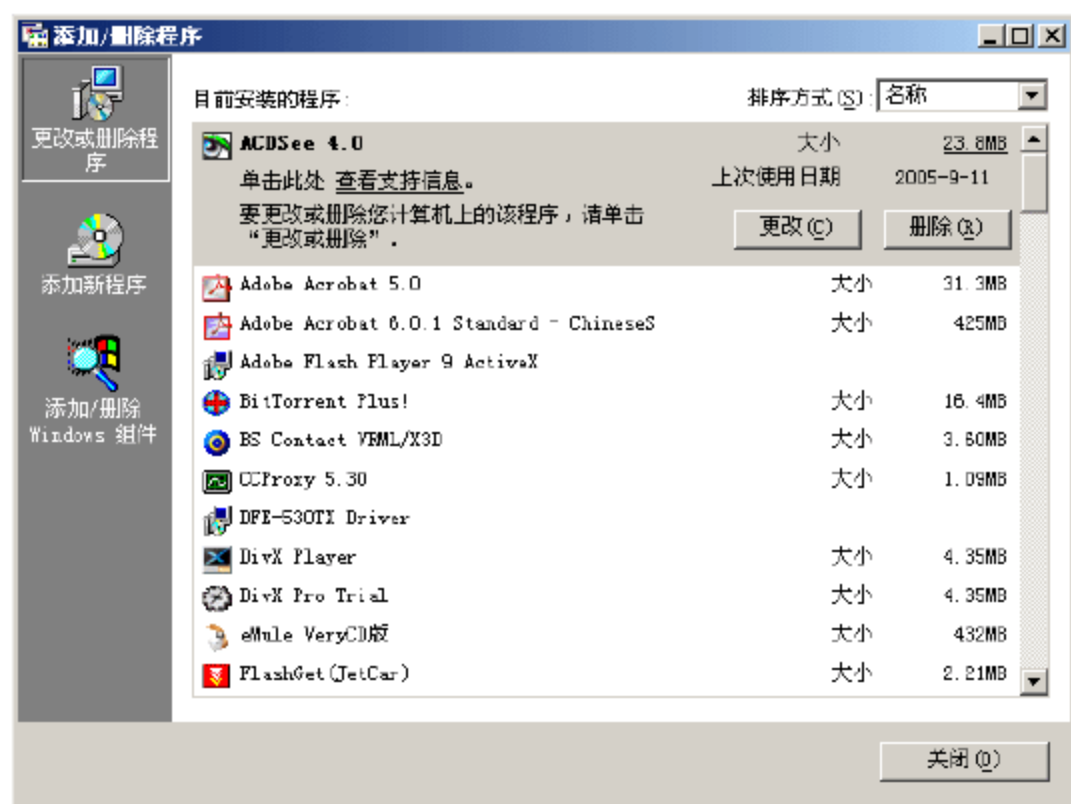 添加/删除程序
更改或删除程序
添加新程序
添加/删除
Windows 组件
目前安装的程序:
排序方式(S): 名称
ACDSee 4.0 大小 23.8MB
单击此处 查看支持信息。 上次使用日期 2005-9-11
要更改或删除您计算机上的该程序，请单击
“更改或删除”.
更改(C) 删除(R)
Adobe Acrobat 5.0 大小 31.3MB
Adobe Acrobat 6.0.1 Standard - ChineseS 大小 425MB
Adobe Flash Player 9 ActiveX
BitTorrent Plus! 大小 16.4MB
BS Contact VRML/X3D 大小 3.60MB
CCProxy 5.30 大小 1.09MB
DFE-530TX Driver
DivX Player 大小 4.35MB
DivX Pro Trial 大小 4.35MB
eMule VeryCD版 大小 432MB
FlashGet(JetCar) 大小 2.21MB
关闭(O)